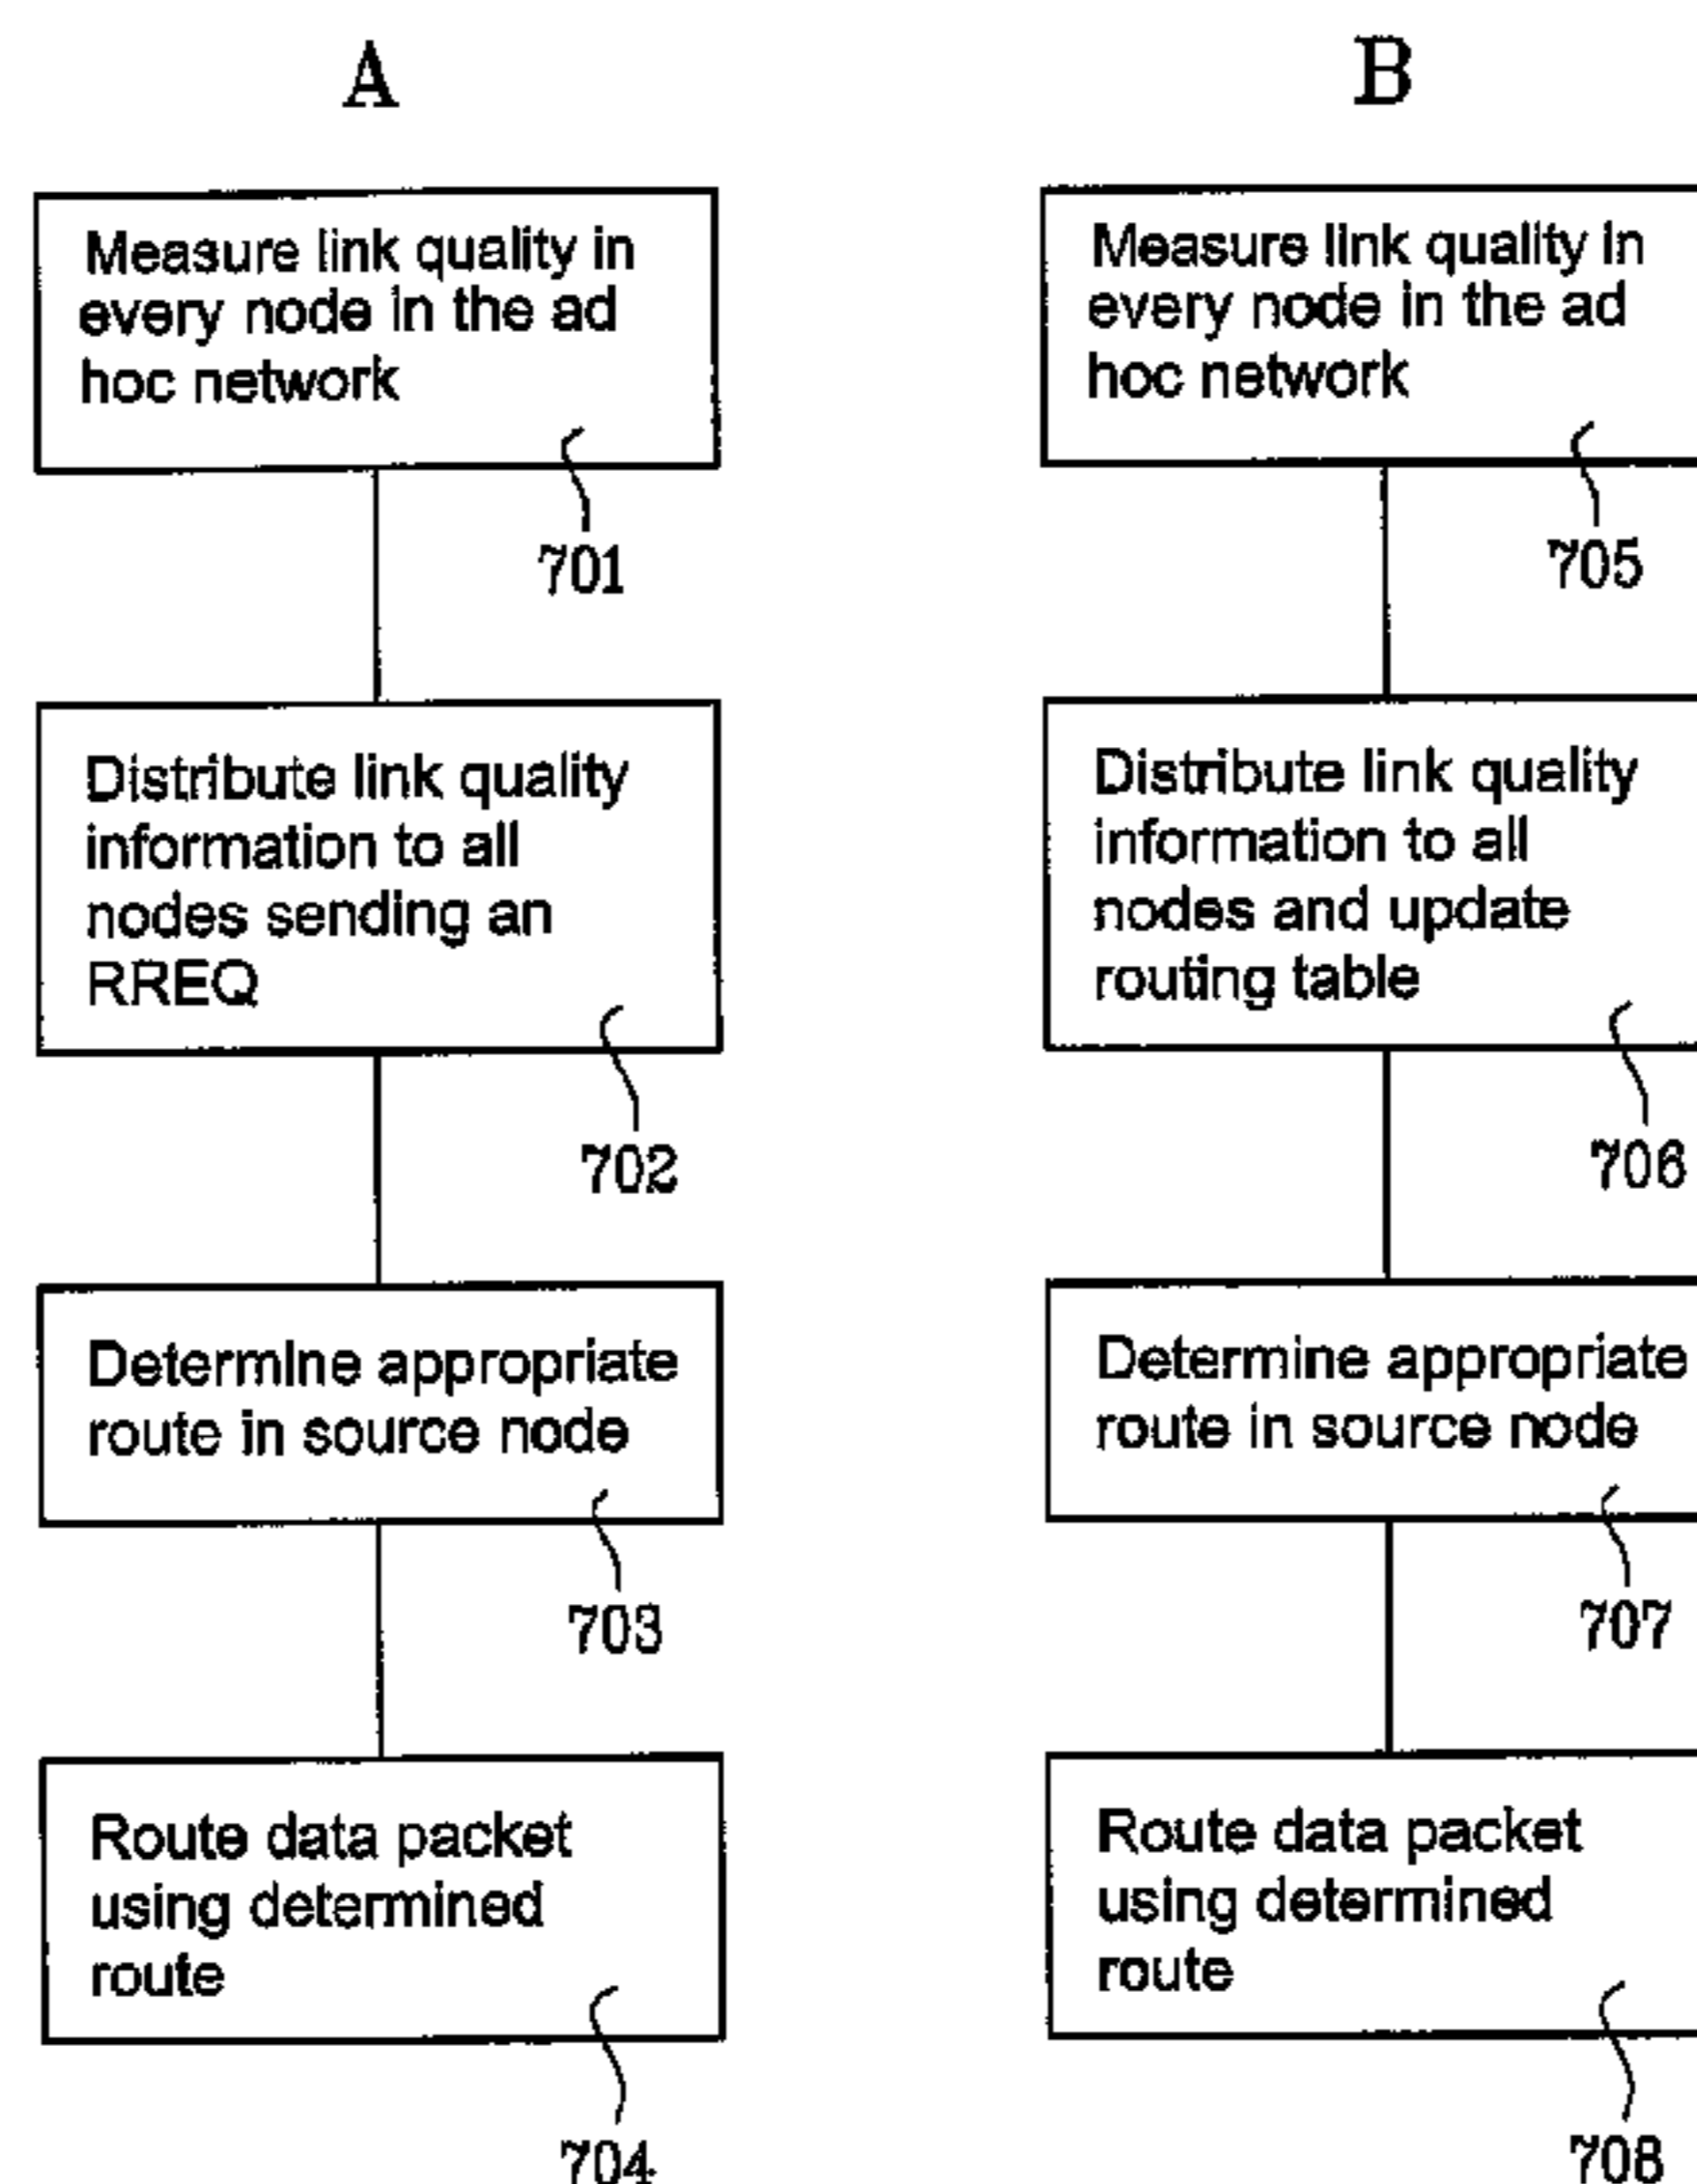 A
Measure link quality in
every node in the ad
hoc network
701
Distribute link quality
information to all
nodes sending an
RREQ
702
Determine appropriate
route in source node
703
Route data packet
using determined
route
704
B
Measure link quality in
every node in the ad
hoc network
705
Distribute link quality
information to all
nodes and update
routing table
706
Determine appropriate
route in source node
707
Route data packet
using determined
route
708